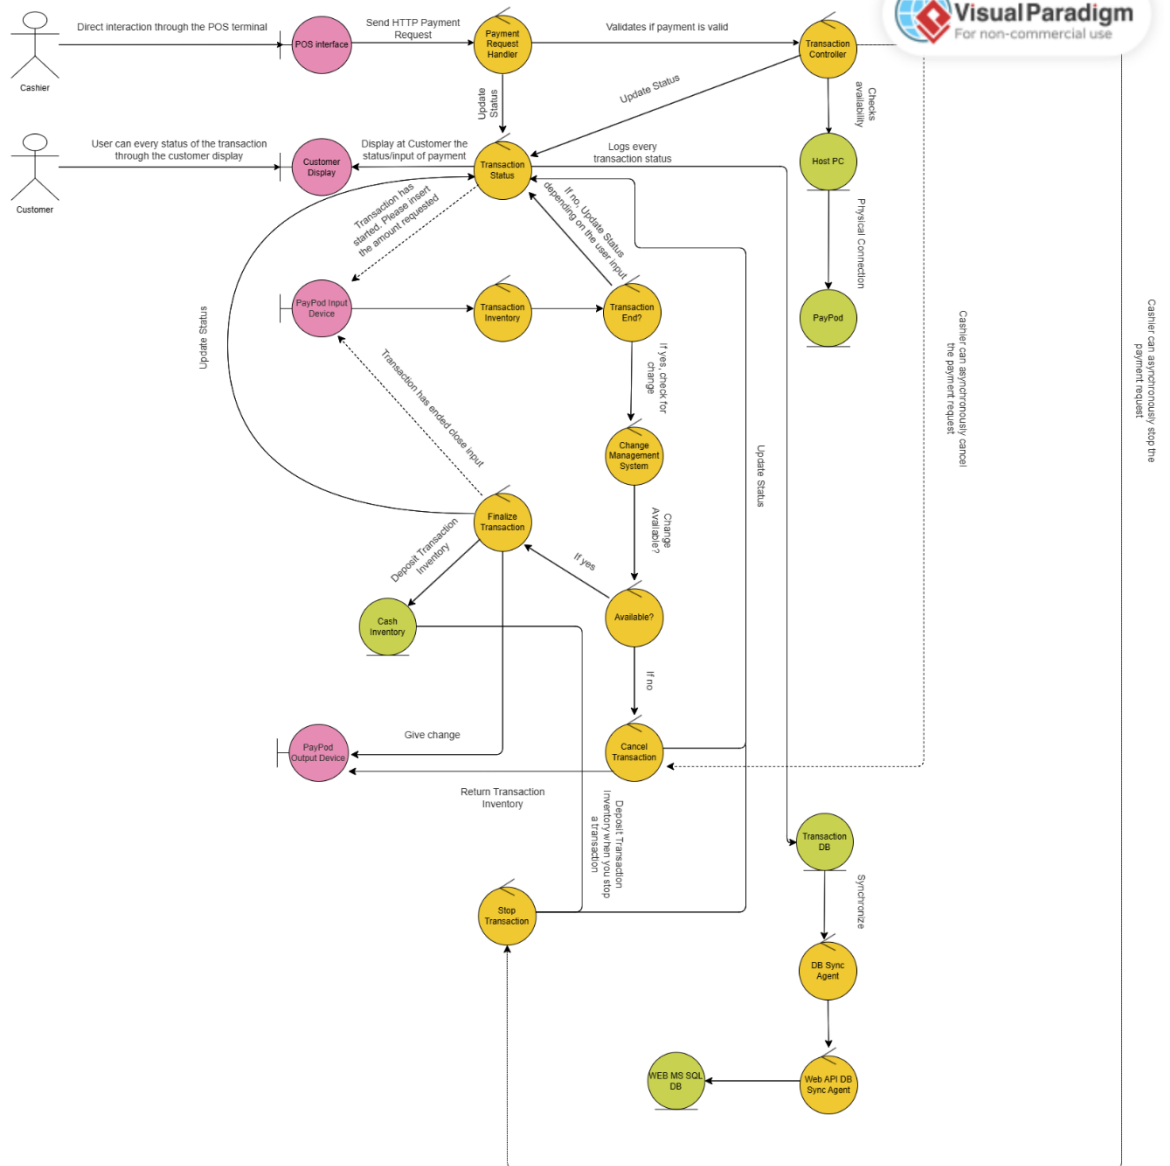 VisualParadigm
For non-commercial use
Direct interaction through the POS terminal
Send HTTP Payment
Request
Validates if payment is valid
Cashier
POS interface
Payment
Request
Handler
Transaction
Controller
Update
Status
Update Status
Checks
availability
User can every status of the transaction
through the customer display
Display at Customer the
status/input of payment
Logs every
transaction status
Customer
Customer
Display
Transaction
Status
Host PC
Transaction has
started. Please insert
the amount requested
If no, Update Status
depending on the user input
Physical Connection
PayPod Input
Device
Transaction
Inventory
Transaction
End?
PayPod
Update Status
Transaction has ended close input
If yes, check for
change
Cashier can asynchronously cancel
the payment request
Cashier can asynchronously stop the
payment request
Change
Management
System
Update Status
Finalize
Transaction
Deposit Transaction
Inventory
Change
Available?
If yes
Cash
Inventory
Available?
If no
Give change
PayPod
Output Device
Cancel
Transaction
Return Transaction
Inventory
Deposit Transaction
Inventory when you stop
a transaction
Transaction
DB
Synchronize
Stop
Transaction
DB Sync
Agent
WEB MS SQL
DB
Web API DB
Sync Agent